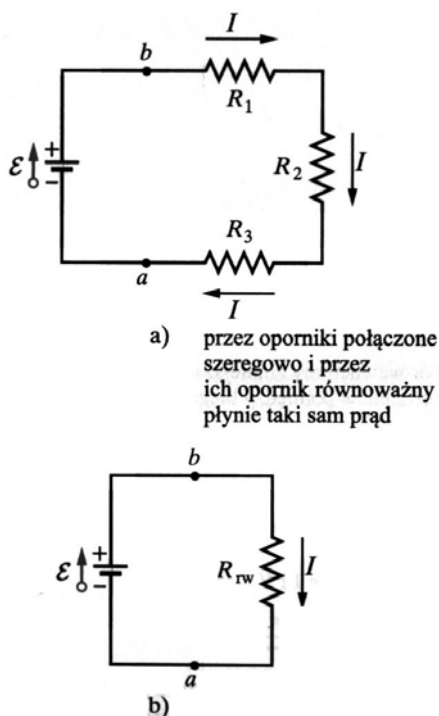 I
b
R₁
ℰ + −
R₂ I
R₃
a
I
a) przez oporniki połączone
szeregowo i przez
ich opornik równoważny
płynie taki sam prąd
b
ℰ + −
Rrw I
a
b)